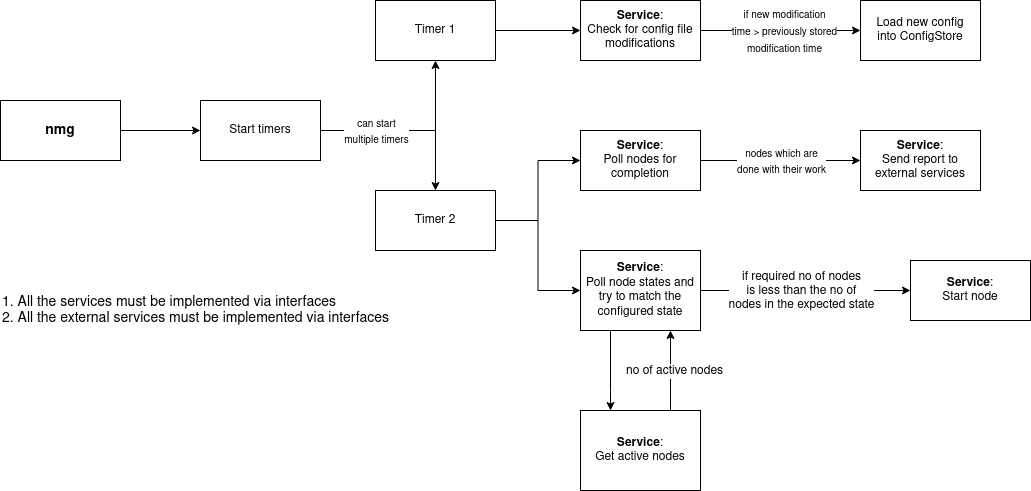 Timer 1
Service:
Check for config file
modifications
if new modification
time > previously stored
modification time
Load new config
into ConfigStore
nmg
Start timers
can start
multiple timers
Service:
Poll nodes for
completion
nodes which are
done with their work
Service:
Send report to
external services
Timer 2
Service:
Poll node states and
try to match the
configured state
if required no of nodes
is less than the no of
nodes in the expected state
Service:
Start node
1. All the services must be implemented via interfaces
2. All the external services must be implemented via interfaces
no of active nodes
Service:
Get active nodes